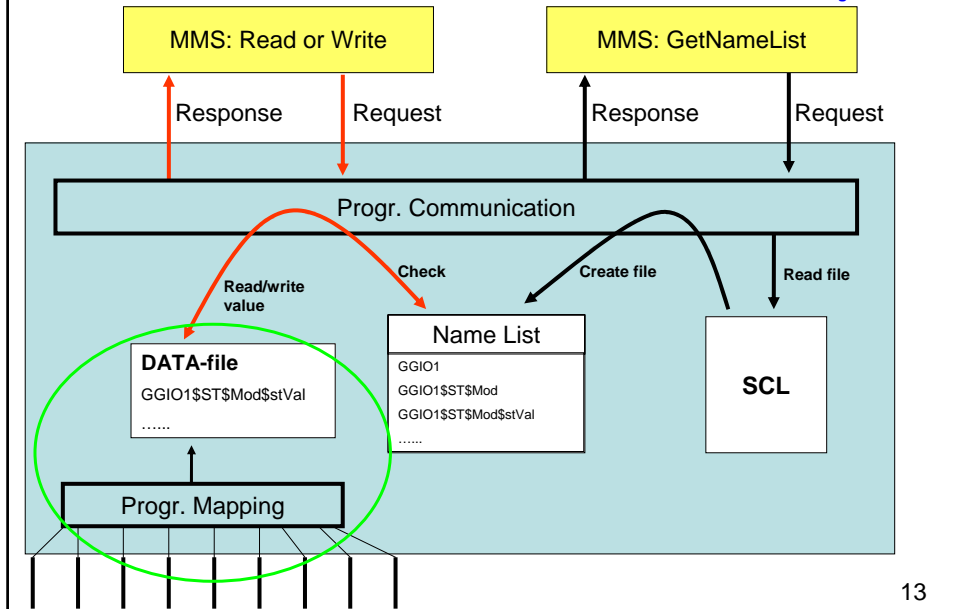 MMS: Read or Write
MMS: GetNameList
Response
Request
Response
Request
Progr. Communication
Check
Create file
Read file
Read/write
value
Name List
GGIO1
GGIO1$ST$Mod
GGIO1$ST$Mod$stVal
…...
DATA-file
GGIO1$ST$Mod$stVal
…...
SCL
Progr. Mapping
13